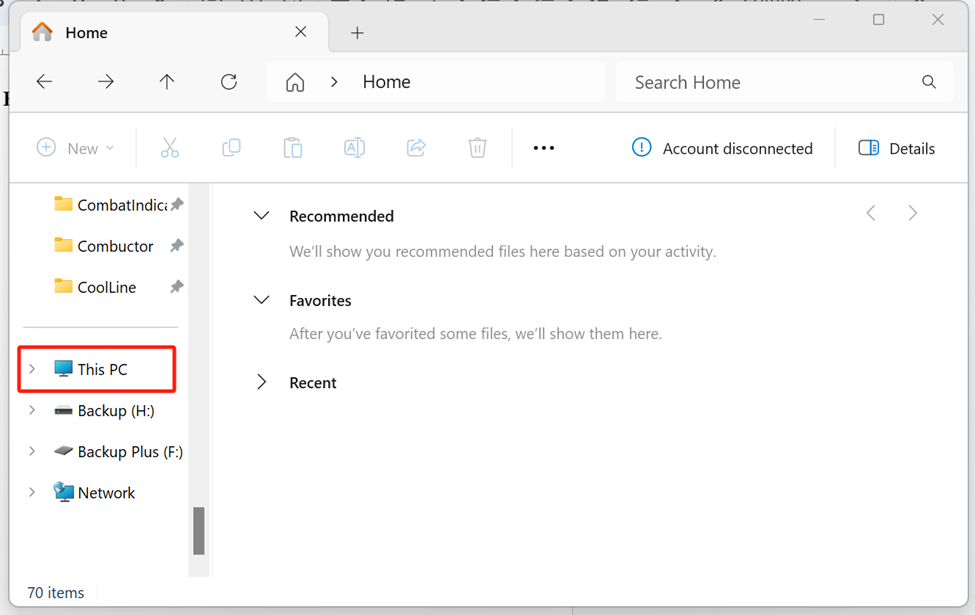 Home
Home
Search Home
New
Account disconnected
Details
CombatIndica
Combuctor
CoolLine
This PC
Backup (H:)
Backup Plus (F:)
Network
Recommended
We'll show you recommended files here based on your activity.
Favorites
After you've favorited some files, we'll show them here.
Recent
70 items